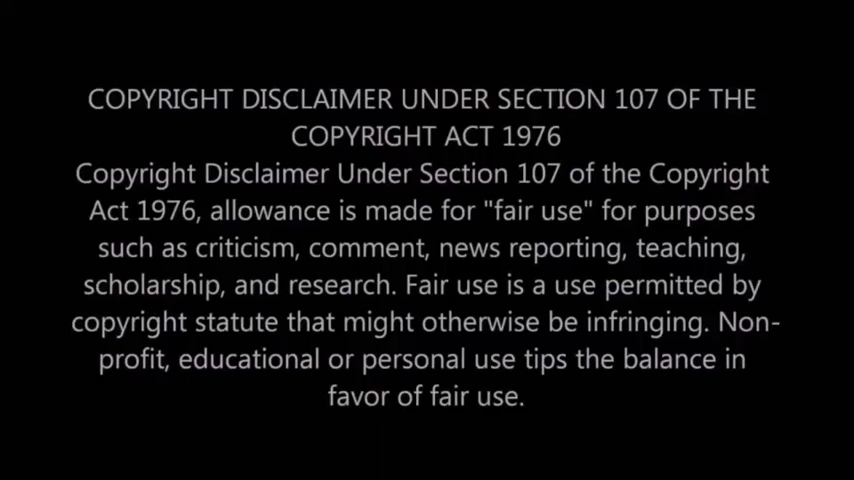 COPYRIGHT DISCLAIMER UNDER SECTION 107 OF THE
COPYRIGHT ACT 1976
Copyright Disclaimer Under Section 107 of the Copyright
Act 1976, allowance is made for "fair use" for purposes
such as criticism, comment, news reporting, teaching,
scholarship, and research. Fair use is a use permitted by
copyright statute that might otherwise be infringing. Non-
profit, educational or personal use tips the balance in
favor of fair use.